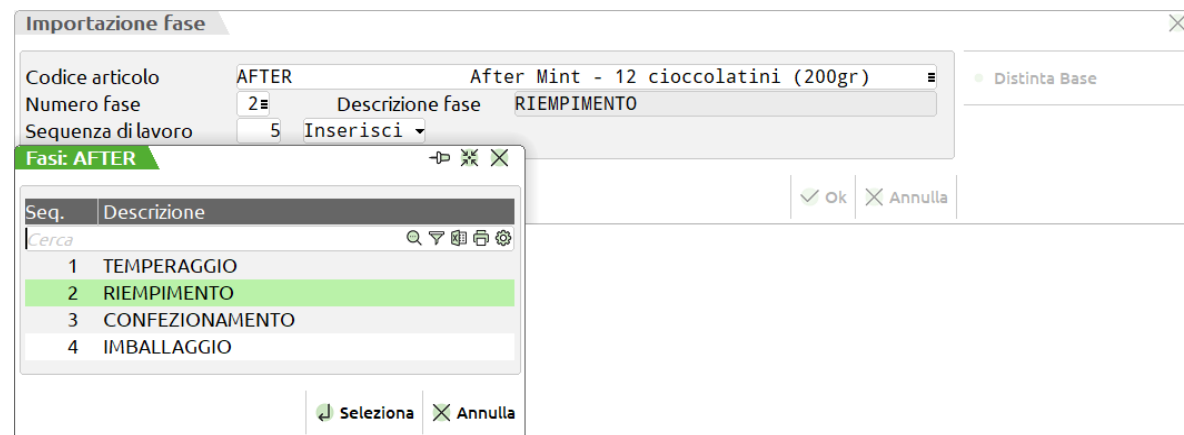 Importazione fase
Codice articolo AFTER After Mint - 12 cioccolatini (200gr)
Distinta Base
Numero fase 2 Descrizione fase RIEMPIMENTO
Sequenza di lavoro 5 Inserisci
Fasi: AFTER
Ok Annulla
Seq. Descrizione
Cerca
1 TEMPERAGGIO
2 RIEMPIMENTO
3 CONFEZIONAMENTO
4 IMBALLAGGIO
Seleziona Annulla